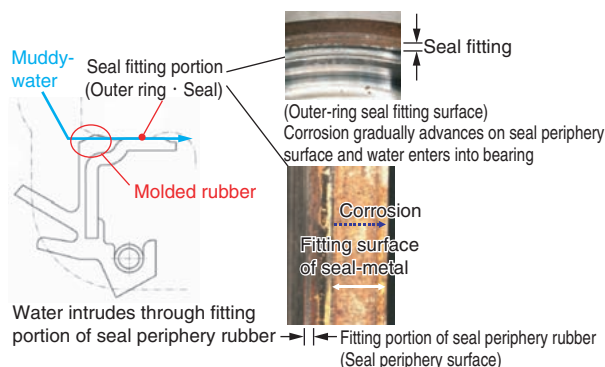 Muddy-
water
Seal fitting portion
(Outer ring・Seal)
Molded rubber
Water intrudes through fitting
portion of seal periphery rubber
Seal fitting
(Outer-ring seal fitting surface)
Corrosion gradually advances on seal periphery
surface and water enters into bearing
Corrosion
Fitting surface
of seal-metal
Fitting portion of seal periphery rubber
(Seal periphery surface)